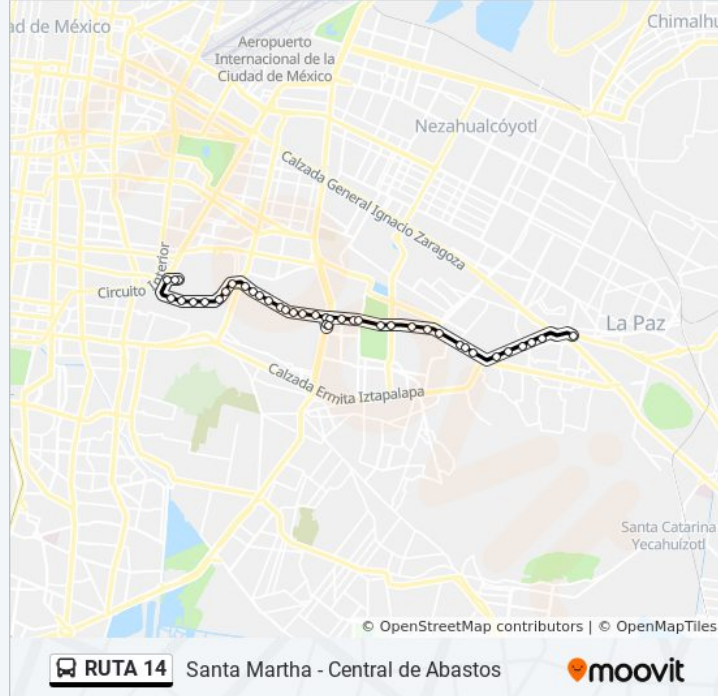 ad de México
Chimalhu
Aeropuerto
Internacional de la
Ciudad de México
Nezahualcóyotl
Calzada General Ignacio Zaragoza
Circuito Interior
La Paz
Calzada Ermita Iztapalapa
Santa Catarina
Yecahuízotl
© OpenStreetMap contributors | © OpenMapTiles
RUTA 14
Santa Martha - Central de Abastos
moovit